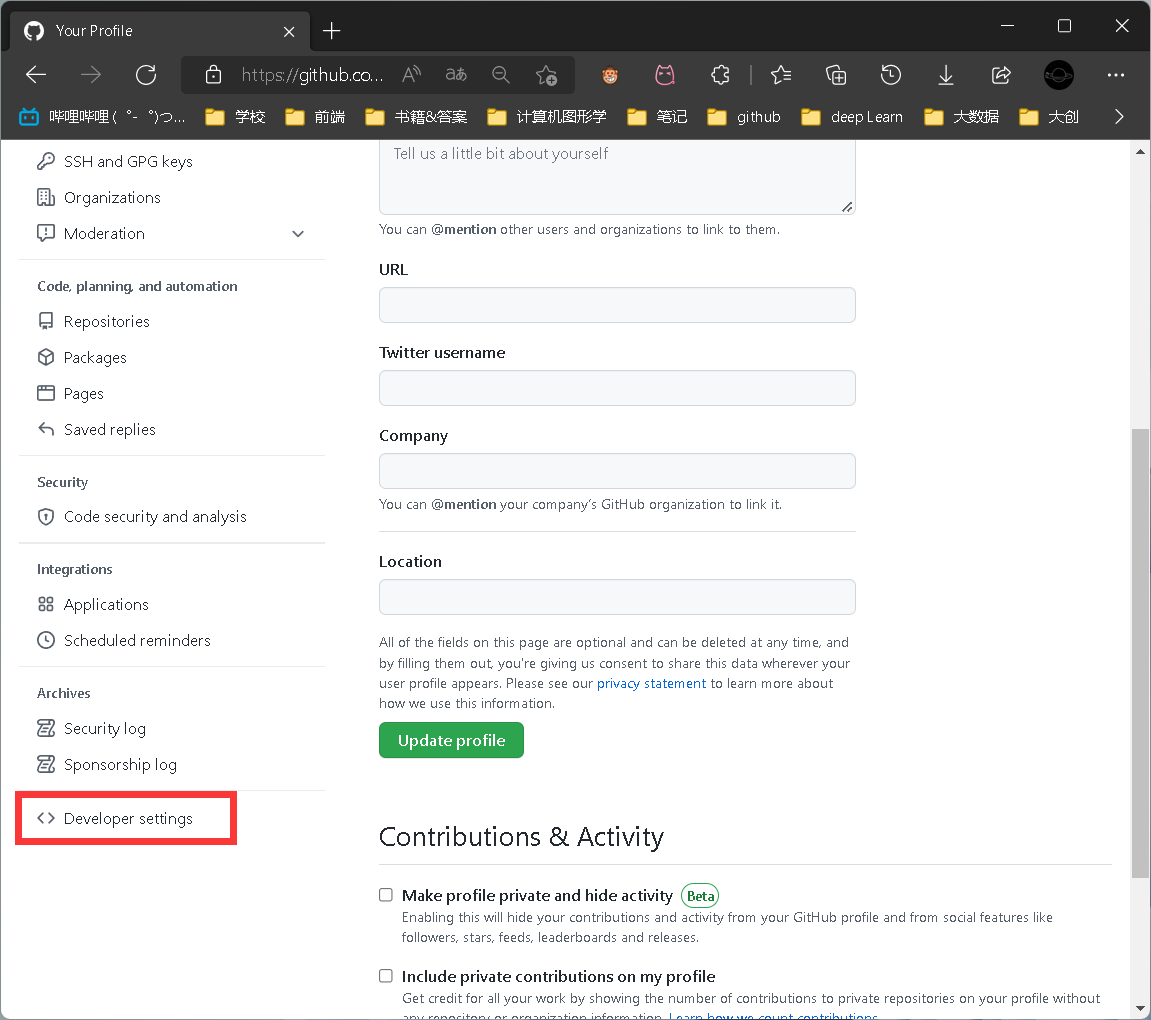 Your Profile
https://github.co...
哔哩哔哩 (゜-゜)つ...
学校
前端
书籍&答案
计算机图形学
笔记
github
deep Learn
大数据
大创
SSH and GPG keys
Organizations
Moderation
Code, planning, and automation
Repositories
Packages
Pages
Saved replies
Security
Code security and analysis
Integrations
Applications
Scheduled reminders
Archives
Security log
Sponsorship log
Developer settings
Tell us a little bit about yourself
You can @mention other users and organizations to link to them.
URL
Twitter username
Company
You can @mention your company's GitHub organization to link it.
Location
All of the fields on this page are optional and can be deleted at any time, and
by filling them out, you're giving us consent to share this data wherever your
user profile appears. Please see our privacy statement to learn more about
how we use this information.
Update profile
Contributions & Activity
Make profile private and hide activity Beta
Enabling this will hide your contributions and activity from your GitHub profile and from social features like
followers, stars, feeds, leaderboards and releases.
Include private contributions on my profile
Get credit for all your work by showing the number of contributions to private repositories on your profile without
any repository or organization information. Learn how we count contributions.